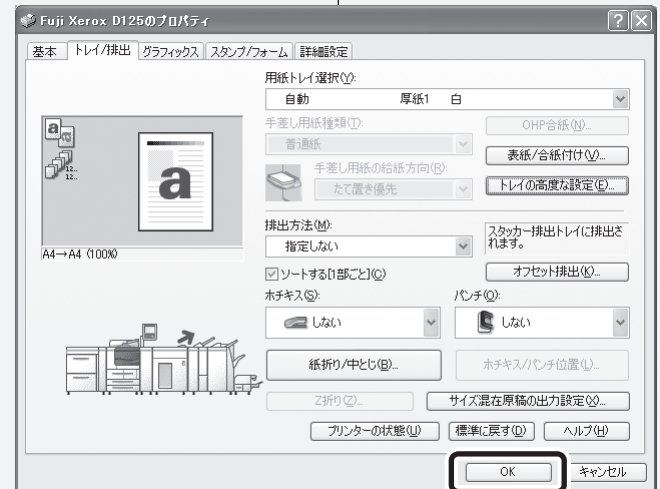 Fuji Xerox D125のプロパティ
基本 トレイ/排出 グラフィックス スタンプ/フォーム 詳細設定
用紙トレイ選択(Y):
自動 厚紙1 白
手差し用紙種類(T):
普通紙
OHP合紙(N)...
表紙/合紙付け(V)...
手差し用紙の給紙方向(R):
たて置き優先
トレイの高度な設定(E)...
A4→A4 (100%)
排出方法(M):
指定しない
スタッカー排出トレイに排出さ
れます。
ソートする[1部ごと](C)
オフセット排出(K)...
ホチキス(S):
しない
パンチ(O):
しない
紙折り/中とじ(B)...
ホチキス/パンチ位置(L)...
Z折り(Z)...
サイズ混在原稿の出力設定(X)...
プリンターの状態(U)
標準に戻す(D)
ヘルプ(H)
OK
キャンセル